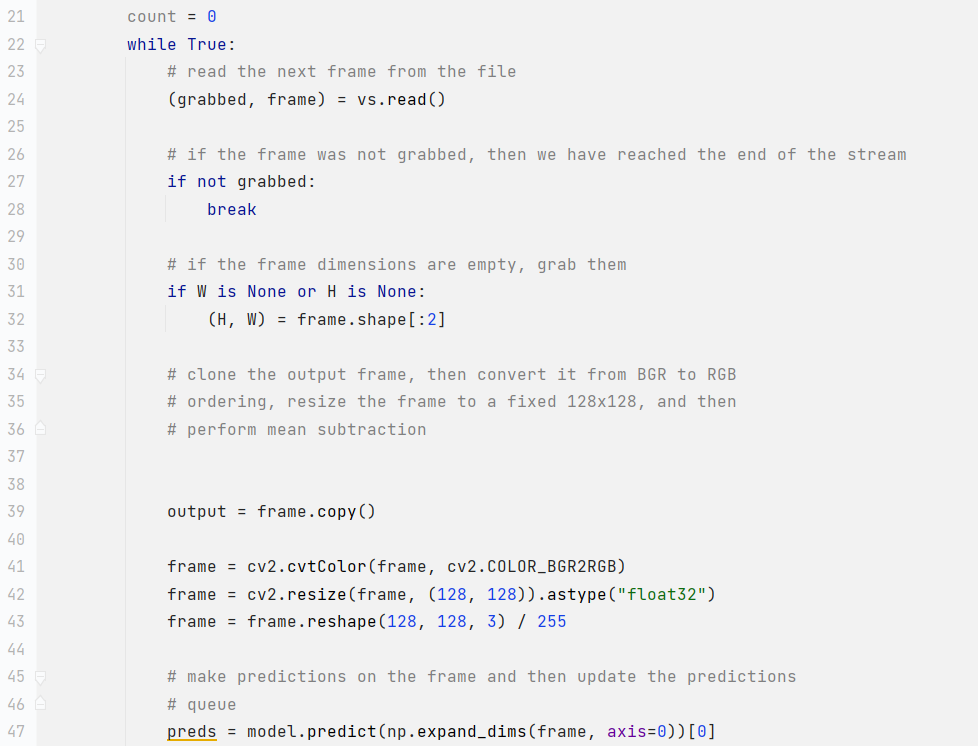 21 count = 0
22 while True:
23 # read the next frame from the file
24 (grabbed, frame) = vs.read()
25
26 # if the frame was not grabbed, then we have reached the end of the stream
27 if not grabbed:
28 break
29
30 # if the frame dimensions are empty, grab them
31 if W is None or H is None:
32 (H, W) = frame.shape[:2]
33
34 # clone the output frame, then convert it from BGR to RGB
35 # ordering, resize the frame to a fixed 128x128, and then
36 # perform mean subtraction
37
38
39 output = frame.copy()
40
41 frame = cv2.cvtColor(frame, cv2.COLOR_BGR2RGB)
42 frame = cv2.resize(frame, (128, 128)).astype("float32")
43 frame = frame.reshape(128, 128, 3) / 255
44
45 # make predictions on the frame and then update the predictions
46 # queue
47 preds = model.predict(np.expand_dims(frame, axis=0))[0]